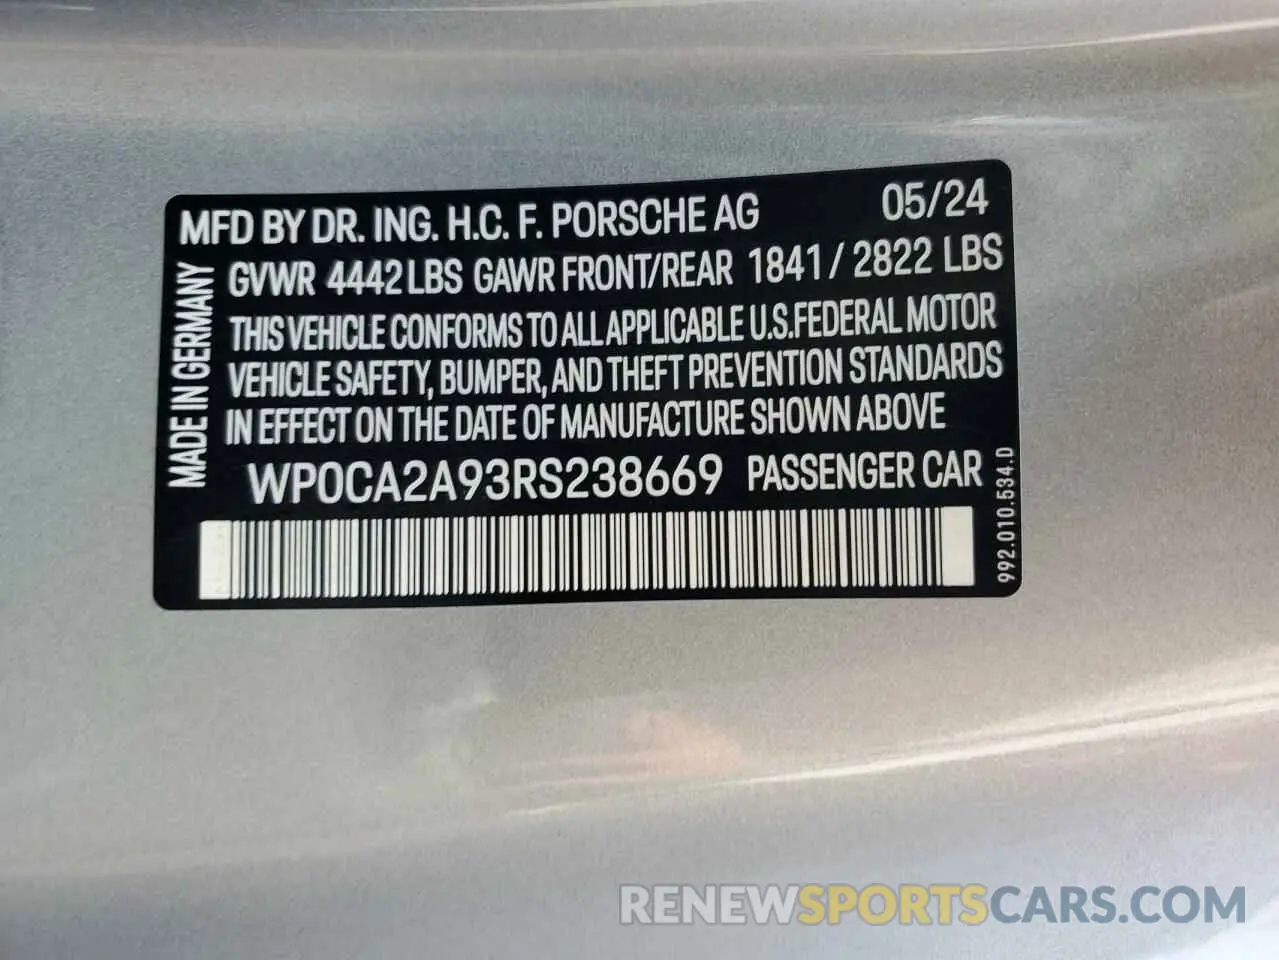 MFD BY DR. ING. H.C. F. PORSCHE AG 05/24
GVWR 4442 LBS GAWR FRONT/REAR 1841 / 2822 LBS
THIS VEHICLE CONFORMS TO ALL APPLICABLE U.S. FEDERAL MOTOR
VEHICLE SAFETY, BUMPER, AND THEFT PREVENTION STANDARDS
IN EFFECT ON THE DATE OF MANUFACTURE SHOWN ABOVE
WP0CA2A93RS238669 PASSENGER CAR
MADE IN GERMANY
992.010.534.D
RENEWSPORTSCARS.COM